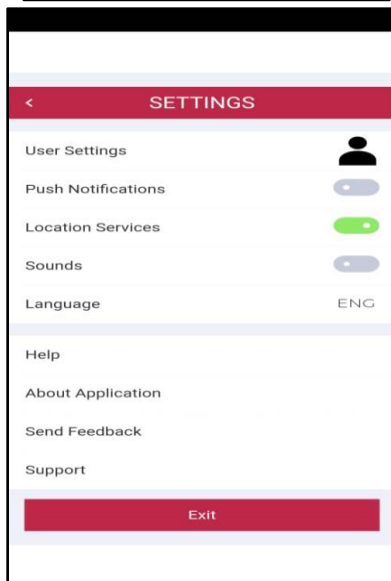 < SETTINGS
User Settings
Push Notifications
Location Services
Sounds
Language ENG
Help
About Application
Send Feedback
Support
Exit